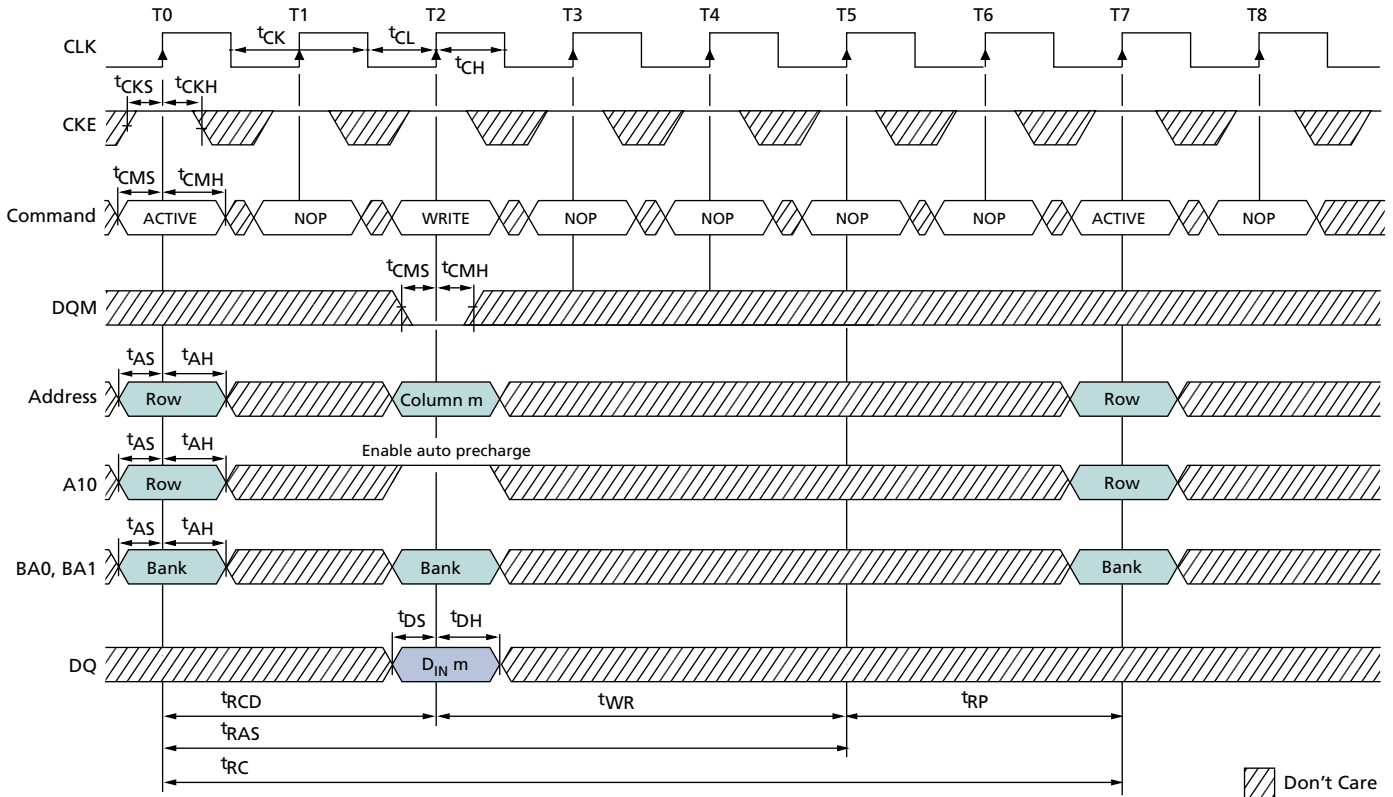 T0 T1 T2 T3 T4 T5 T6 T7 T8
CLK
tCK tCL
tCH
tCKS tCKH
CKE
tCMS tCMH
Command ACTIVE NOP WRITE NOP NOP NOP NOP ACTIVE NOP
tCMS tCMH
DQM
tAS tAH
Address Row Column m Row
Enable auto precharge
tAS tAH
A10 Row Row
tAS tAH
BA0, BA1 Bank Bank Bank
tDS tDH
DQ DIN m
tRCD tWR tRP
tRAS
tRC
Don't Care